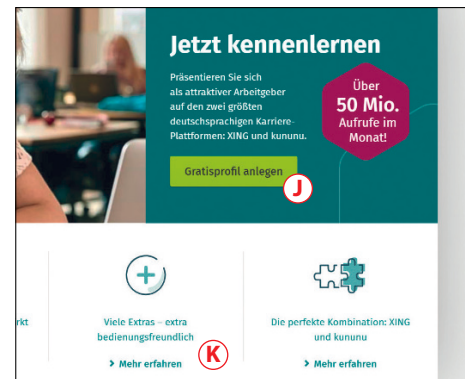 Jetzt kennenlernen
Präsentieren Sie sich
als attraktiver Arbeitgeber
auf den zwei größten
deutschsprachigen Karriere-
Plattformen: XING und kununu.
Über
50 Mio.
Aufrufe im
Monat!
Gratisprofil anlegen
J
rkt
Viele Extras – extra
bedienungsfreundlich
> Mehr erfahren
K
Die perfekte Kombination: XING
und kununu
> Mehr erfahren